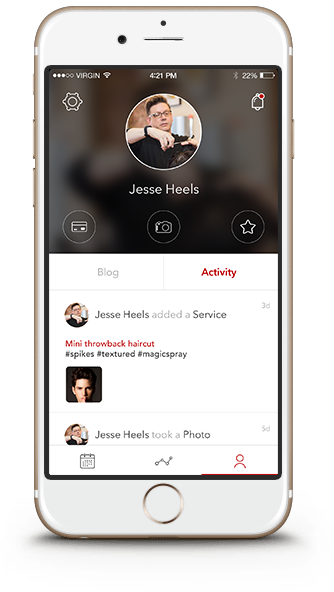 VIRGIN 4:21 PM 22%
Jesse Heels
Blog Activity
Jesse Heels added a Service 3d
Mini throwback haircut
#spikes #textured #magicspray
Jesse Heels took a Photo 5d